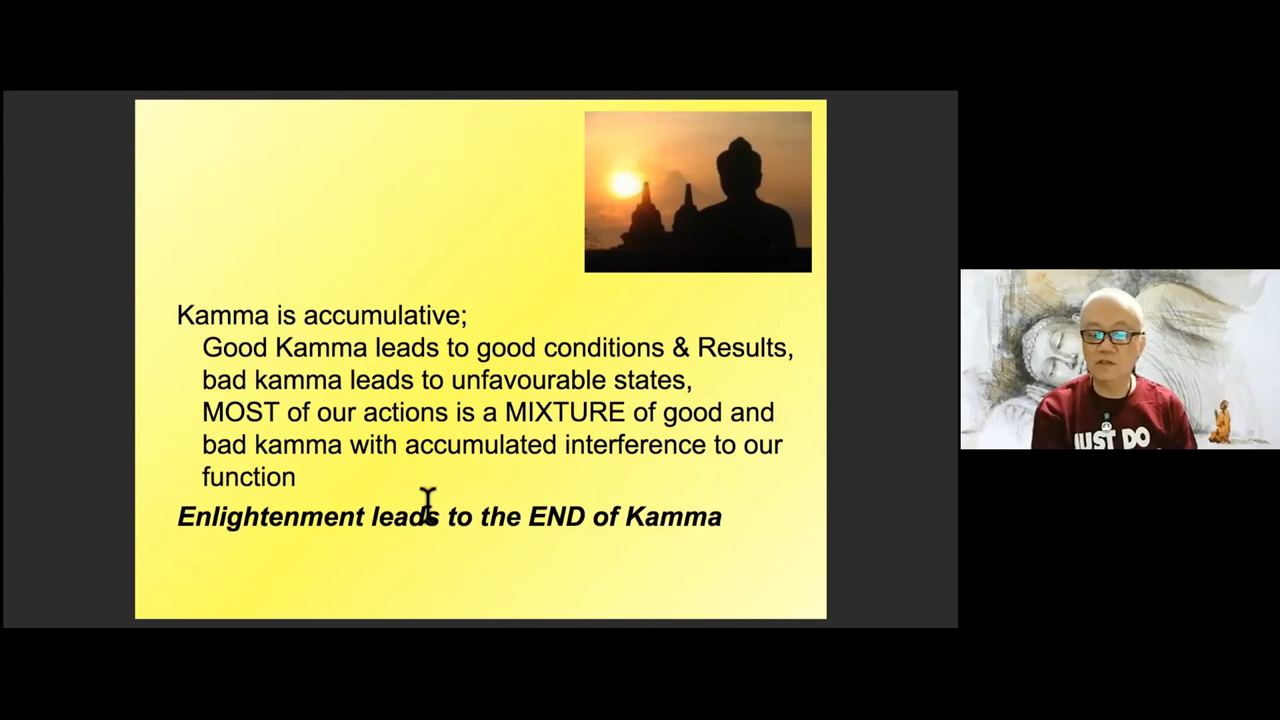 Kamma is accumulative;
Good Kamma leads to good conditions & Results,
bad kamma leads to unfavourable states,
MOST of our actions is a MIXTURE of good and
bad kamma with accumulated interference to our
function
Enlightenment leads to the END of Kamma
JUST DO